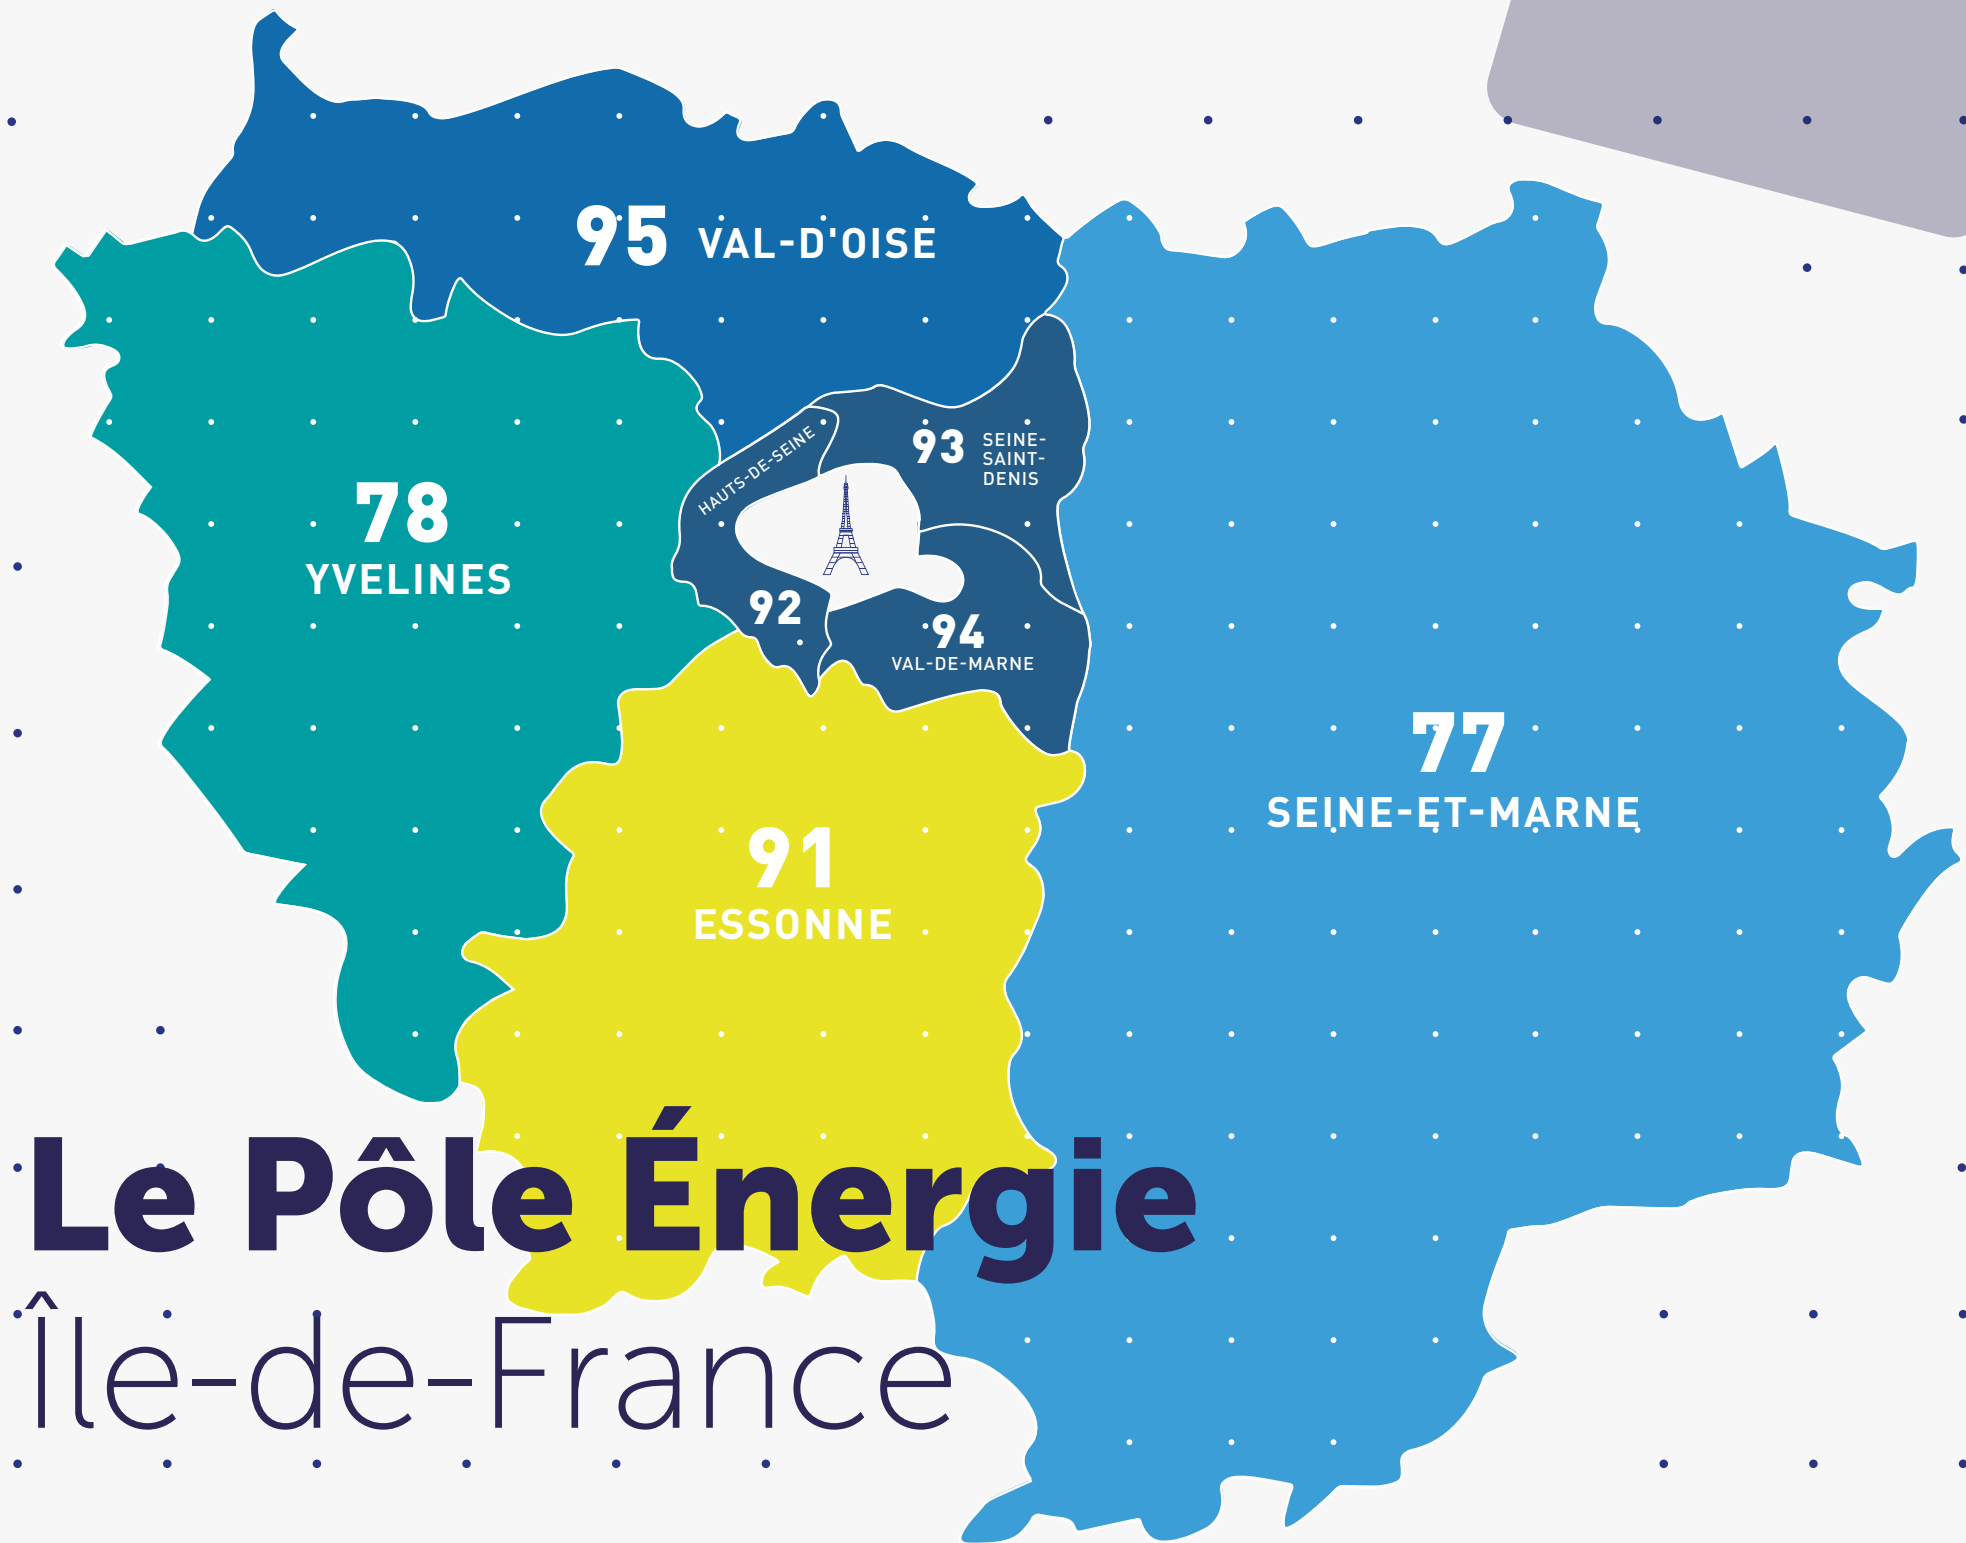 95 VAL-D'OISE
HAUTS-DE-SEINE
93 SEINE-
SAINT-
DENIS
78
YVELINES
92
94
VAL-DE-MARNE
77
SEINE-ET-MARNE
91
ESSONNE
Le Pôle Énergie
Île-de-France